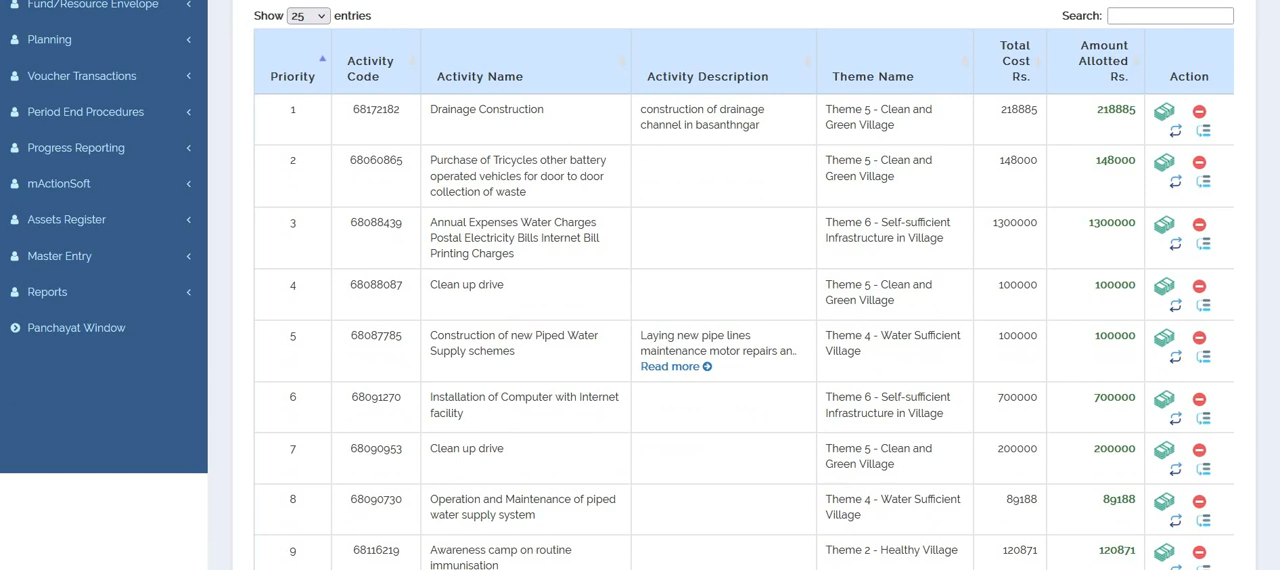 Fund/Resource Envelope
Planning
Voucher Transactions
Period End Procedures
Progress Reporting
mActionSoft
Assets Register
Master Entry
Reports
Panchayat Window
Show 25 entries
Search:
Priority
Activity
Code
Activity Name
Activity Description
Theme Name
Total
Cost
Rs.
Amount
Allotted
Rs.
Action
1 68172182 Drainage Construction construction of drainage Theme 5 - Clean and 218885 218885
channel in basanthngar Green Village
2 68060865 Purchase of Tricycles other battery Theme 5 - Clean and 148000 148000
operated vehicles for door to door Green Village
collection of waste
3 68088439 Annual Expenses Water Charges Theme 6 - Self-sufficient 1300000 1300000
Postal Electricity Bills Internet Bill Infrastructure in Village
Printing Charges
4 68088087 Clean up drive Theme 5 - Clean and 100000 100000
Green Village
5 68087785 Construction of new Piped Water Laying new pipe lines Theme 4 - Water Sufficient 100000 100000
Supply schemes maintenance motor repairs an.. Village
Read more
6 68091270 Installation of Computer with Internet Theme 6 - Self-sufficient 700000 700000
facility Infrastructure in Village
7 68090953 Clean up drive Theme 5 - Clean and 200000 200000
Green Village
8 68090730 Operation and Maintenance of piped Theme 4 - Water Sufficient 89188 89188
water supply system Village
9 68116219 Awareness camp on routine Theme 2 - Healthy Village 120871 120871
immunisation